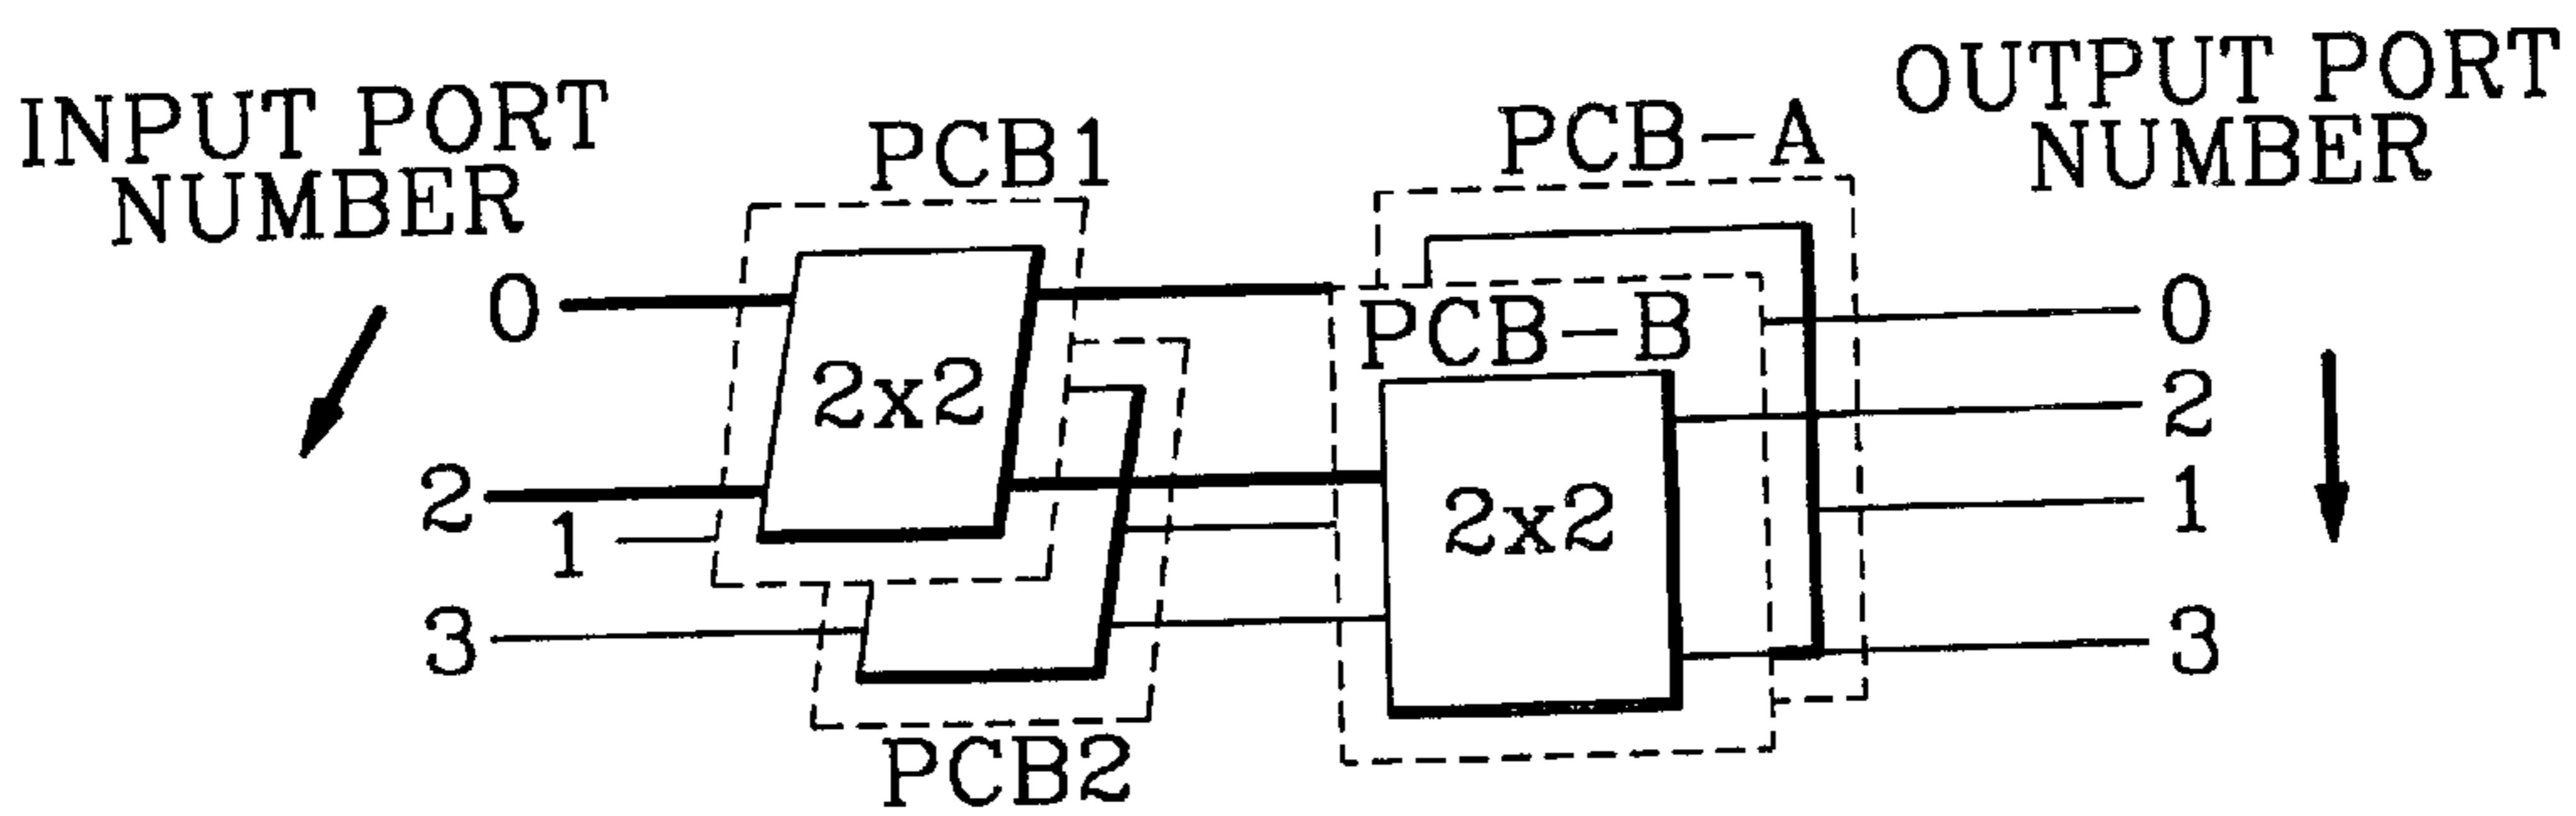 INPUT PORT
NUMBER
PCB1
PCB-A
OUTPUT PORT
NUMBER
0
PCB-B
0
2x2
2
2
1
2x2
1
3
3
PCB2